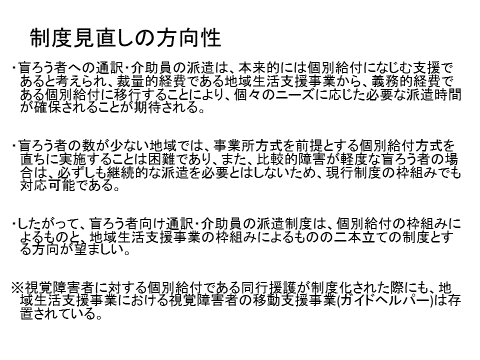 制度見直しの方向性
・盲ろう者への通訳・介助員の派遣は、本来的には個別給付になじむ支援で
あると考えられ、裁量的経費である地域生活支援事業から、義務的経費で
ある個別給付に移行することにより、個々のニーズに応じた必要な派遣時間
が確保されることが期待される。
・盲ろう者の数が少ない地域では、事業所方式を前提とする個別給付方式を
直ちに実施することは困難であり、また、比較的障害が軽度な盲ろう者の場
合は、必ずしも継続的な派遣を必要とはしないため、現行制度の枠組みでも
対応可能である。
・したがって、盲ろう者向け通訳・介助員の派遣制度は、個別給付の枠組みに
よるものと、地域生活支援事業の枠組みによるものの二本立ての制度とす
る方向が望ましい。
※視覚障害者に対する個別給付である同行援護が制度化された際にも、地
域生活支援事業における視覚障害者の移動支援事業(ガイドヘルパー)は存
置されている。